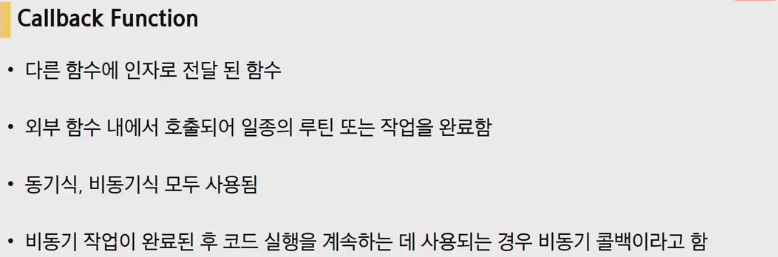 Callback Function
• 다른 함수에 인자로 전달 된 함수
• 외부 함수 내에서 호출되어 일종의 루틴 또는 작업을 완료함
• 동기식, 비동기식 모두 사용됨
• 비동기 작업이 완료된 후 코드 실행을 계속하는 데 사용되는 경우 비동기 콜백이라고 함